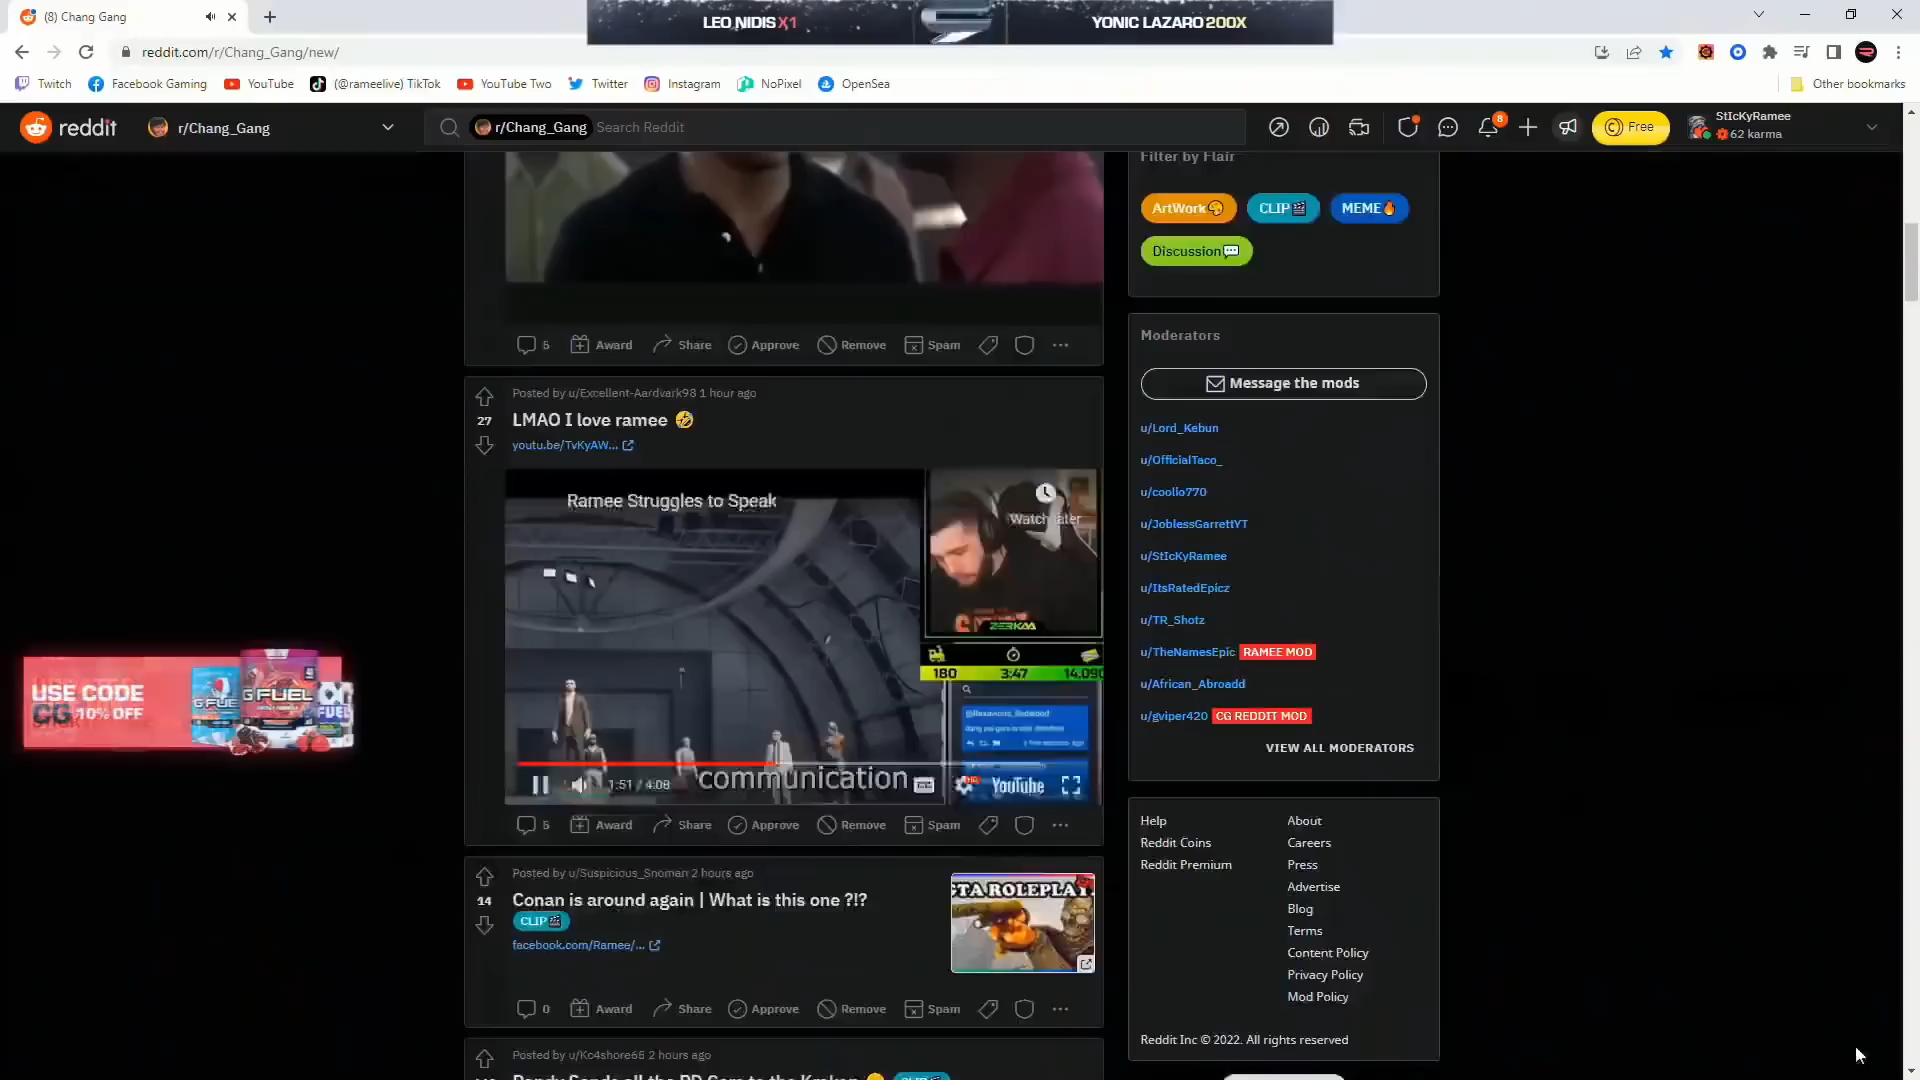 (8) Chang Gang
LEO NIDIS X1
YONIC LAZARO 200X
reddit.com/r/Chang_Gang/new/
Twitch
Facebook Gaming
YouTube
(@rameelive) TikTok
YouTube Two
Twitter
Instagram
NoPixel
OpenSea
Other bookmarks
reddit
r/Chang_Gang
r/Chang_Gang
Search Reddit
8
Free
StIcKyRamee
62 karma
Filter by Flair
ArtWork
CLIP
MEME
Discussion
5
Award
Share
Approve
Remove
Spam
Moderators
Message the mods
u/Lord_Kebun
u/OfficialTaco_
u/coolio770
u/JoblessGarrettYT
u/StIcKyRamee
u/ItsRatedEpicz
u/TR_Shotz
u/TheNamesEpic RAMEE MOD
u/African_Abroadd
u/gviper420 CG REDDIT MOD
VIEW ALL MODERATORS
Posted by u/Excellent-Aardvark98 1 hour ago
27
LMAO I love ramee
youtu.be/TvKyAW...
Ramee Struggles to Speak
Watch later
ZERKAA
180
3:47
1:51 / 4:08
communication
HD
YouTube
5
Award
Share
Approve
Remove
Spam
USE CODE
CG 10% OFF
G FUEL
Posted by u/Suspicious_Snoman 2 hours ago
14
Conan is around again | What is this one ?!?
CLIP
facebook.com/Ramee/...
GTA ROLEPLAY
0
Award
Share
Approve
Remove
Spam
Posted by u/Kc4shore65 2 hours ago
CLIP
Help
Reddit Coins
Reddit Premium
About
Careers
Press
Advertise
Blog
Terms
Content Policy
Privacy Policy
Mod Policy
Reddit Inc © 2022. All rights reserved